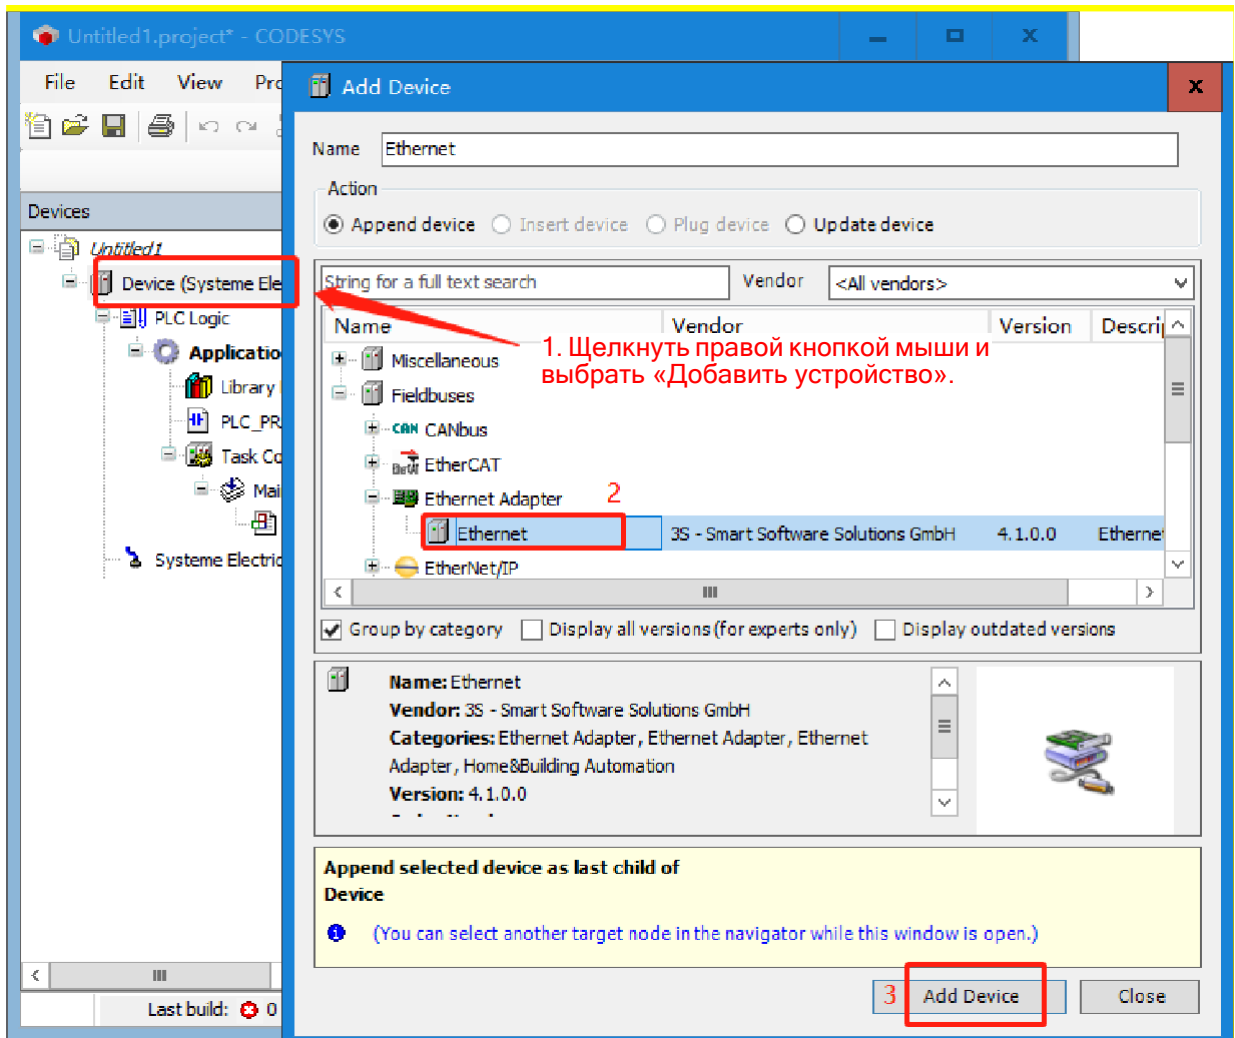 Untitled1.project* - CODESYS
File Edit View Pro
Add Device
x
Name Ethernet
Action
Append device Insert device Plug device Update device
Devices
Untitled1
Device (Systeme Ele
PLC Logic
Applicatio
Library
PLC_PR
Task Co
Mai
Systeme Electric
String for a full text search Vendor <All vendors>
Name Vendor Version Descrip
1. Щелкнуть правой кнопкой мыши и
выбрать «Добавить устройство».
Miscellaneous
Fieldbuses
CAN CANbus
EtherCAT
Ethernet Adapter 2
Ethernet 3S - Smart Software Solutions GmbH 4.1.0.0 Ethernet
EtherNet/IP
Group by category Display all versions (for experts only) Display outdated versions
Name: Ethernet
Vendor: 3S - Smart Software Solutions GmbH
Categories: Ethernet Adapter, Ethernet Adapter, Ethernet
Adapter, Home&Building Automation
Version: 4.1.0.0
Append selected device as last child of
Device
(You can select another target node in the navigator while this window is open.)
3 Add Device Close
Last build: 0